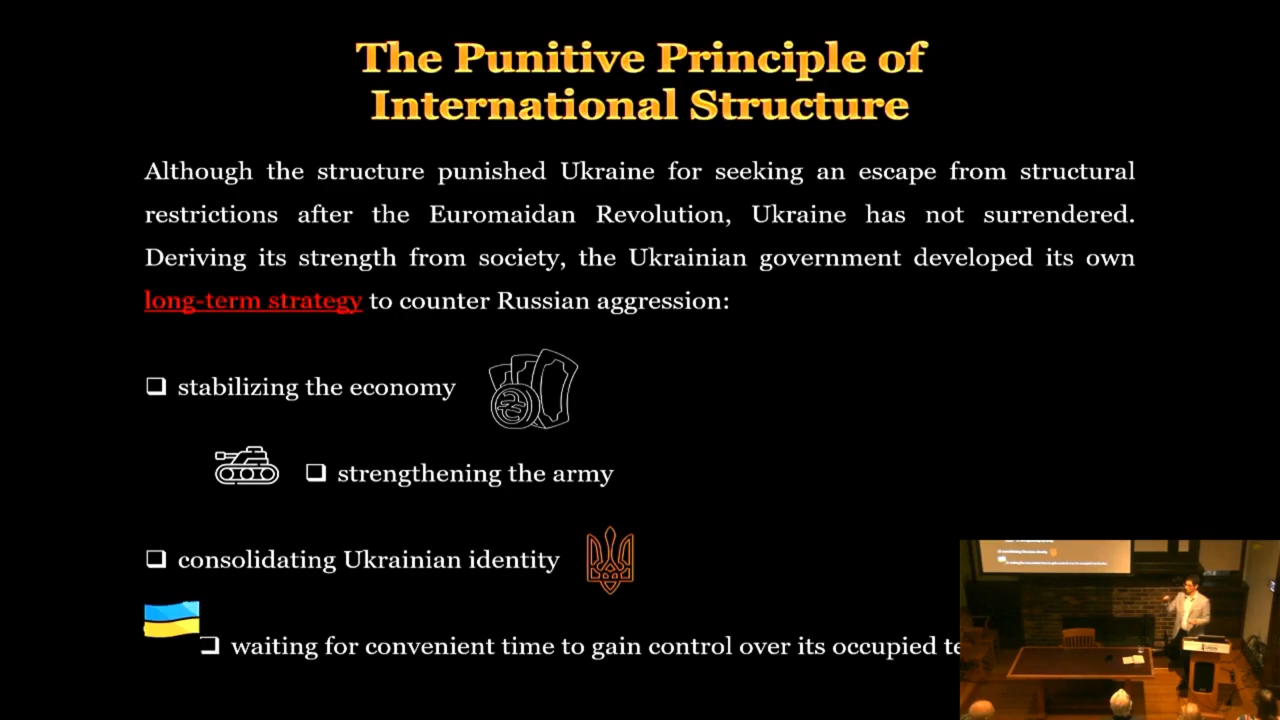 The Punitive Principle of
International Structure
Although the structure punished Ukraine for seeking an escape from structural
restrictions after the Euromaidan Revolution, Ukraine has not surrendered.
Deriving its strength from society, the Ukrainian government developed its own
long-term strategy to counter Russian aggression:
❑ stabilizing the economy
❑ strengthening the army
❑ consolidating Ukrainian identity
❑ waiting for convenient time to gain control over its occupied